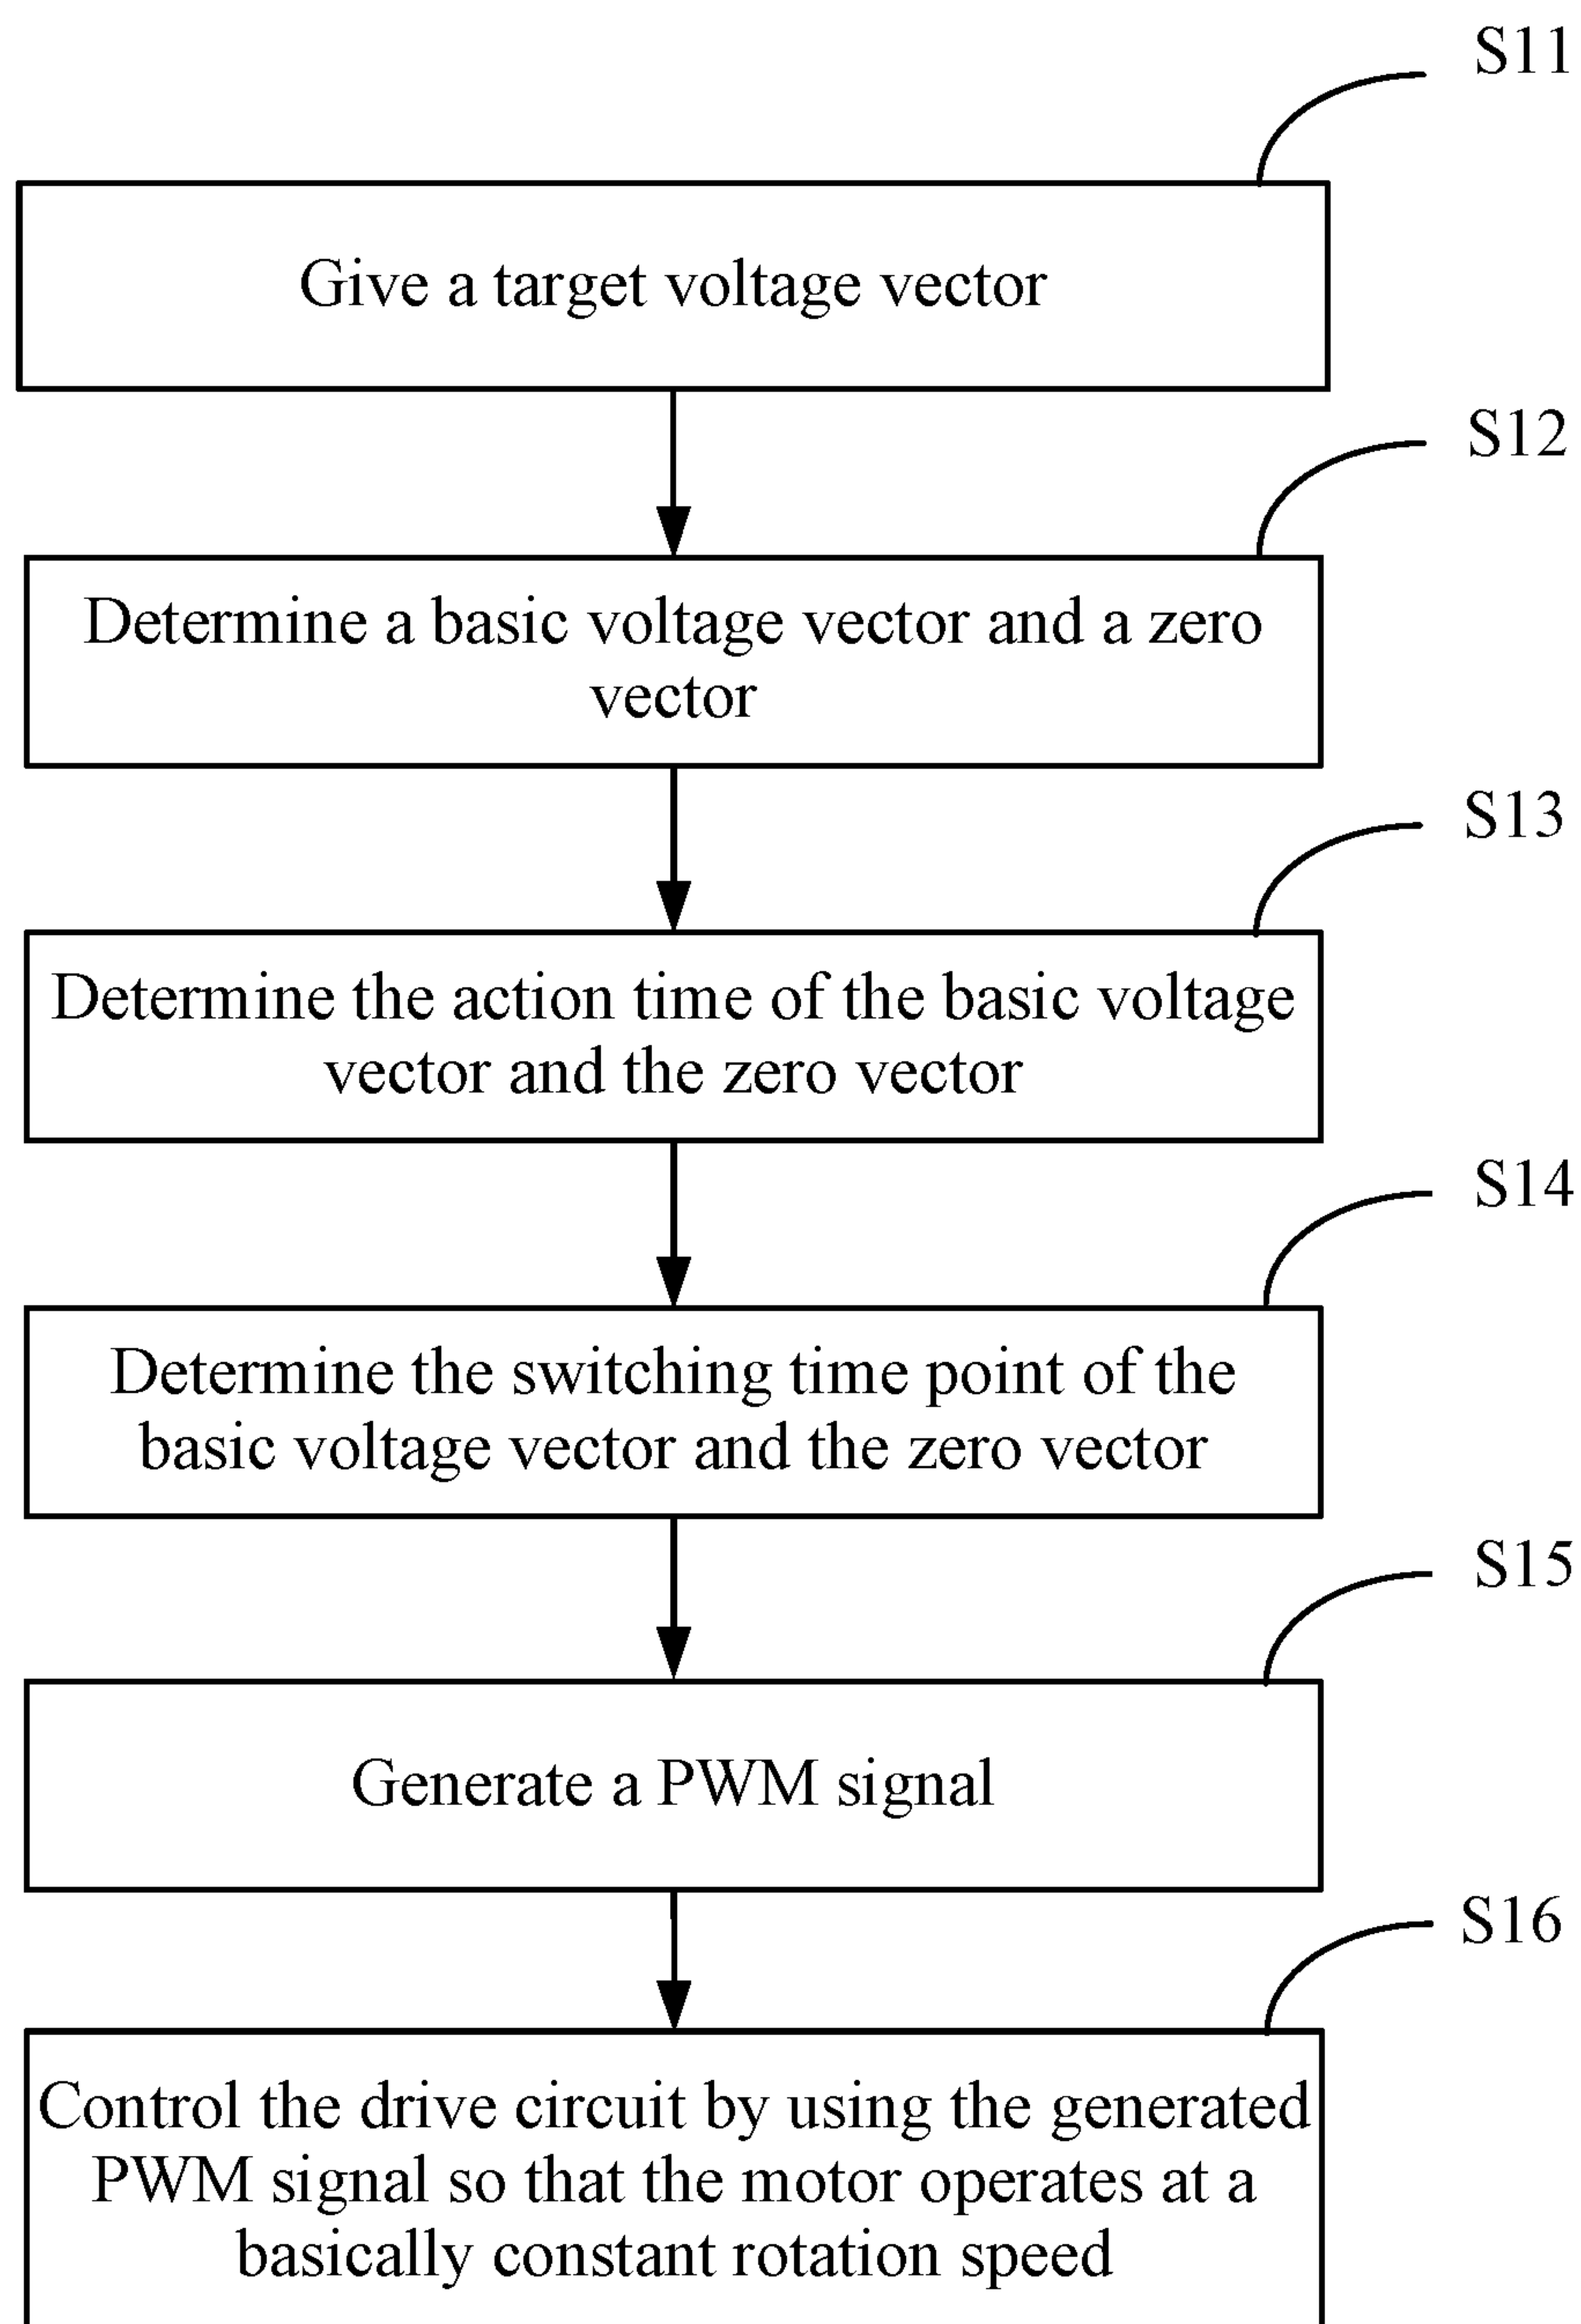 S11
Give a target voltage vector
S12
Determine a basic voltage vector and a zero
vector
S13
Determine the action time of the basic voltage
vector and the zero vector
S14
Determine the switching time point of the
basic voltage vector and the zero vector
S15
Generate a PWM signal
S16
Control the drive circuit by using the generated
PWM signal so that the motor operates at a
basically constant rotation speed